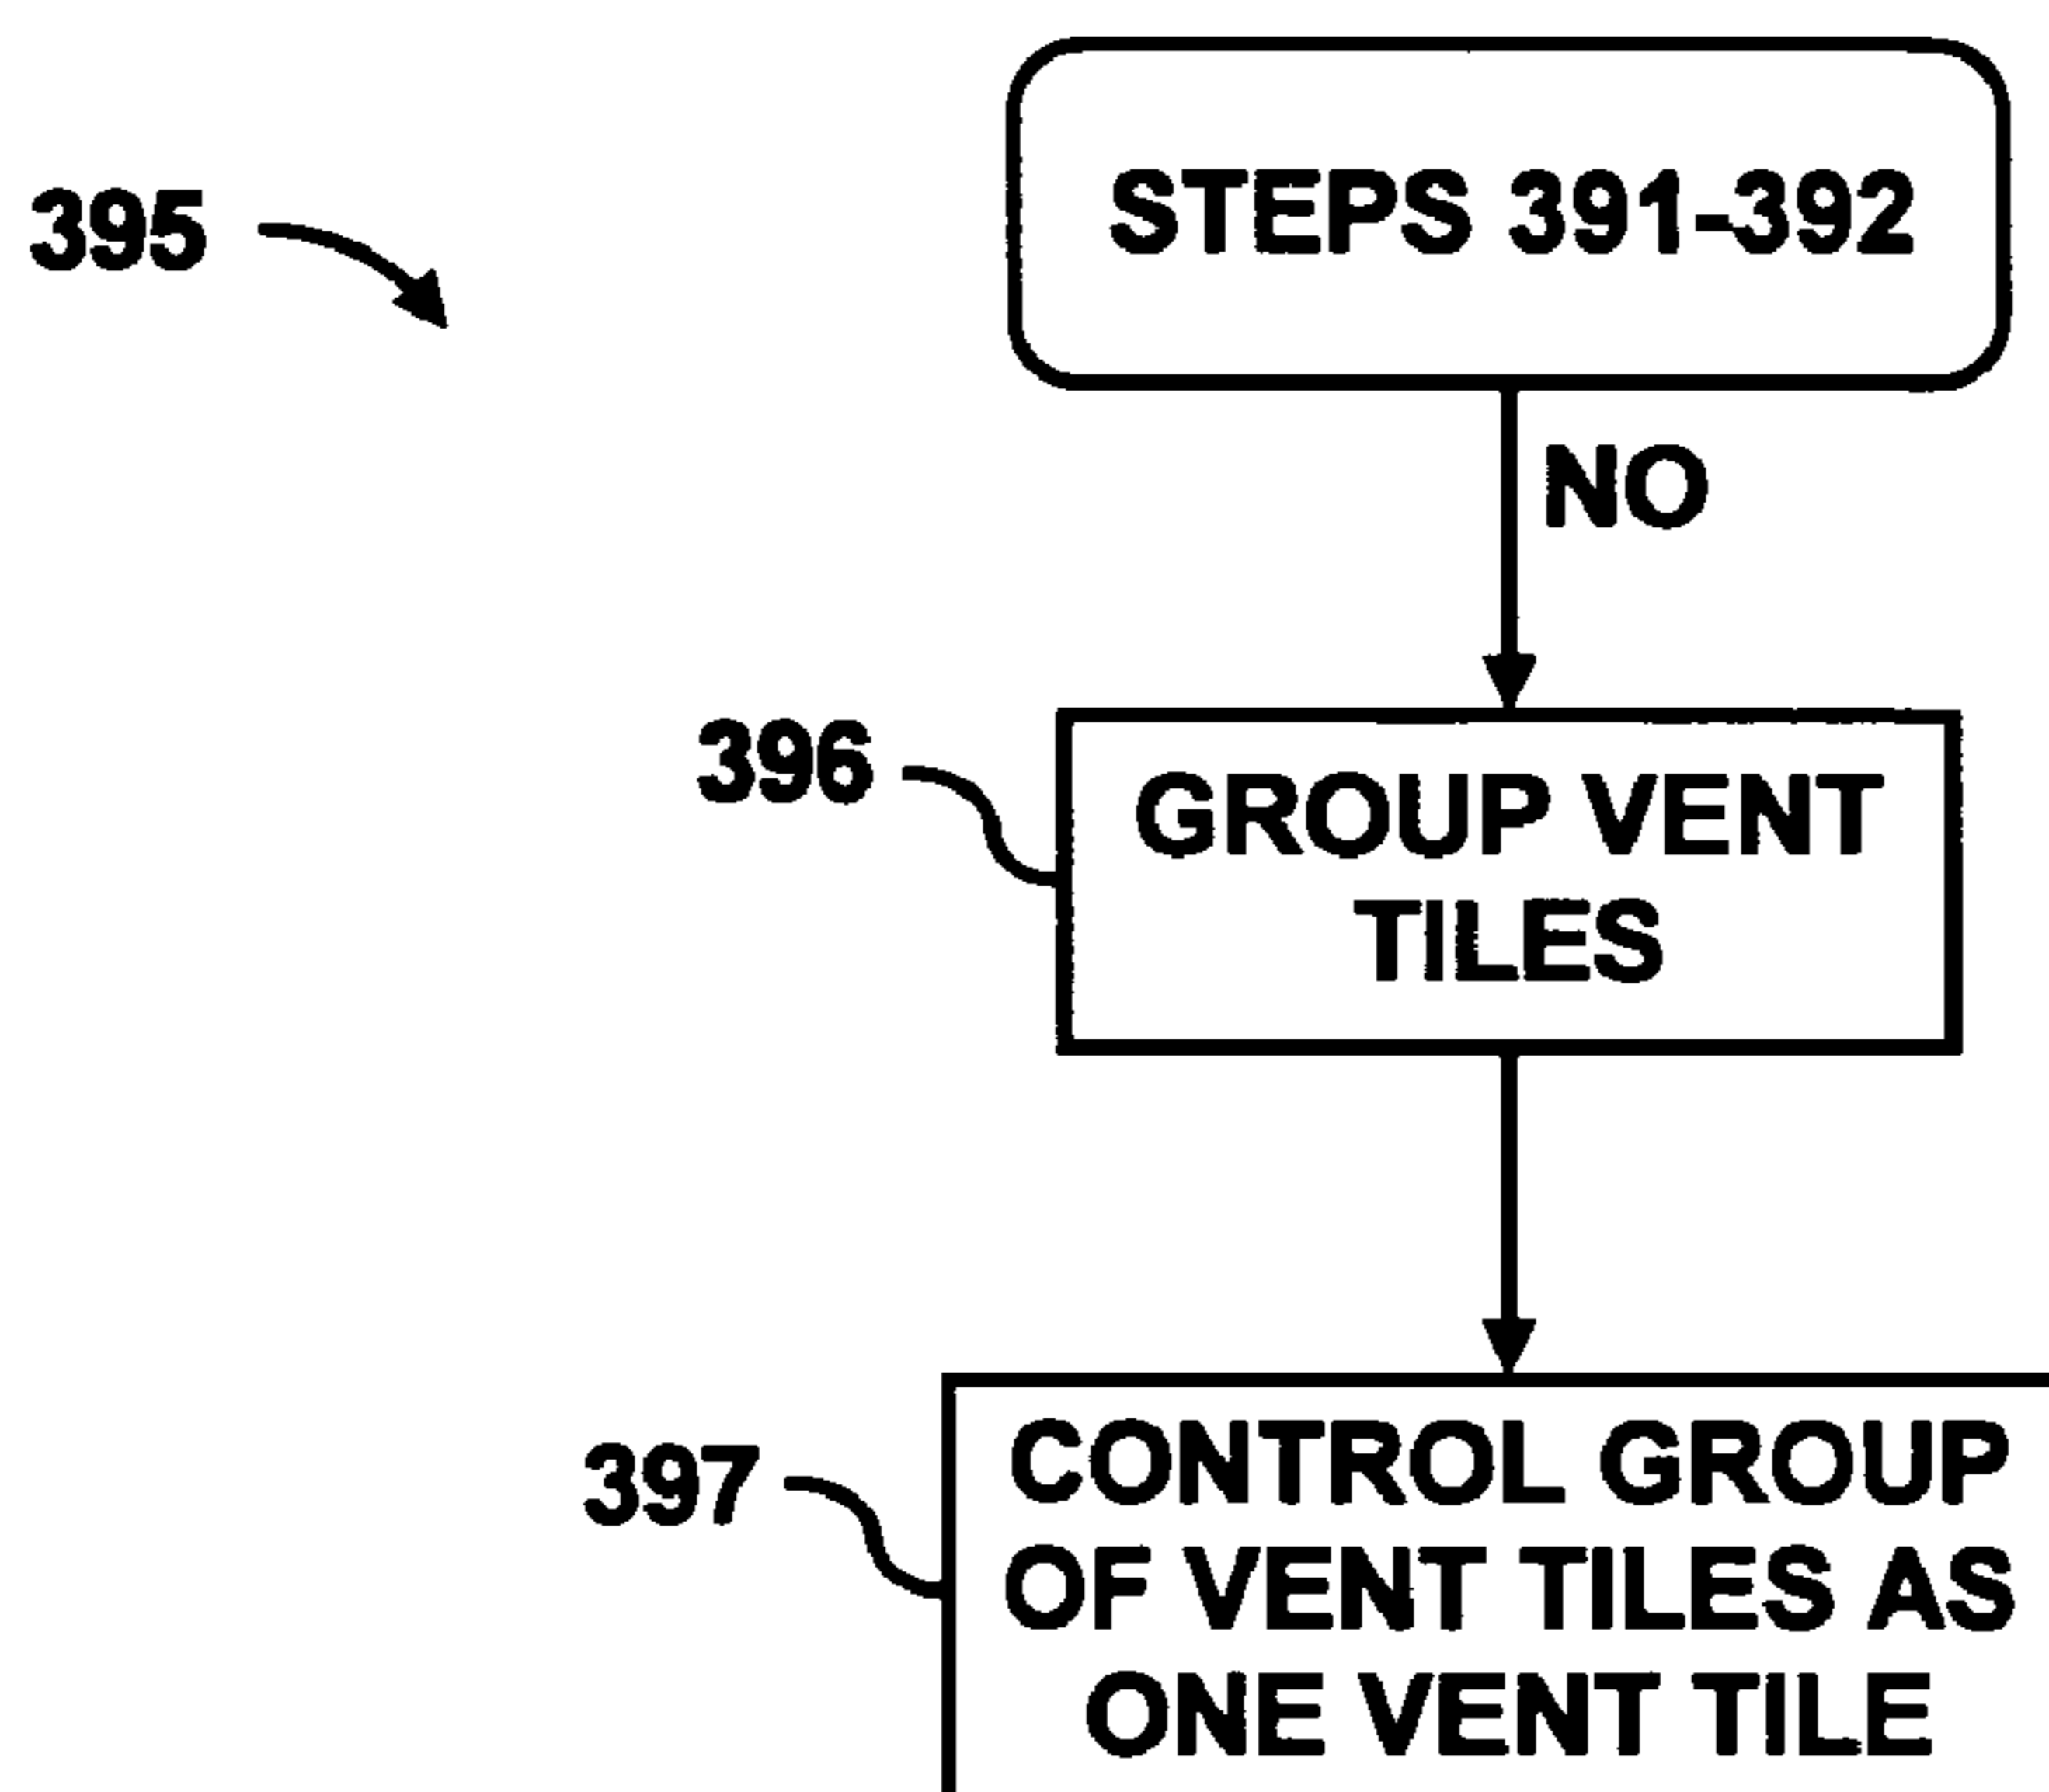 STEPS 391-392
395
NO
396
GROUP VENT
TILES
397
CONTROL GROUP
OF VENT TILES AS
ONE VENT TILE